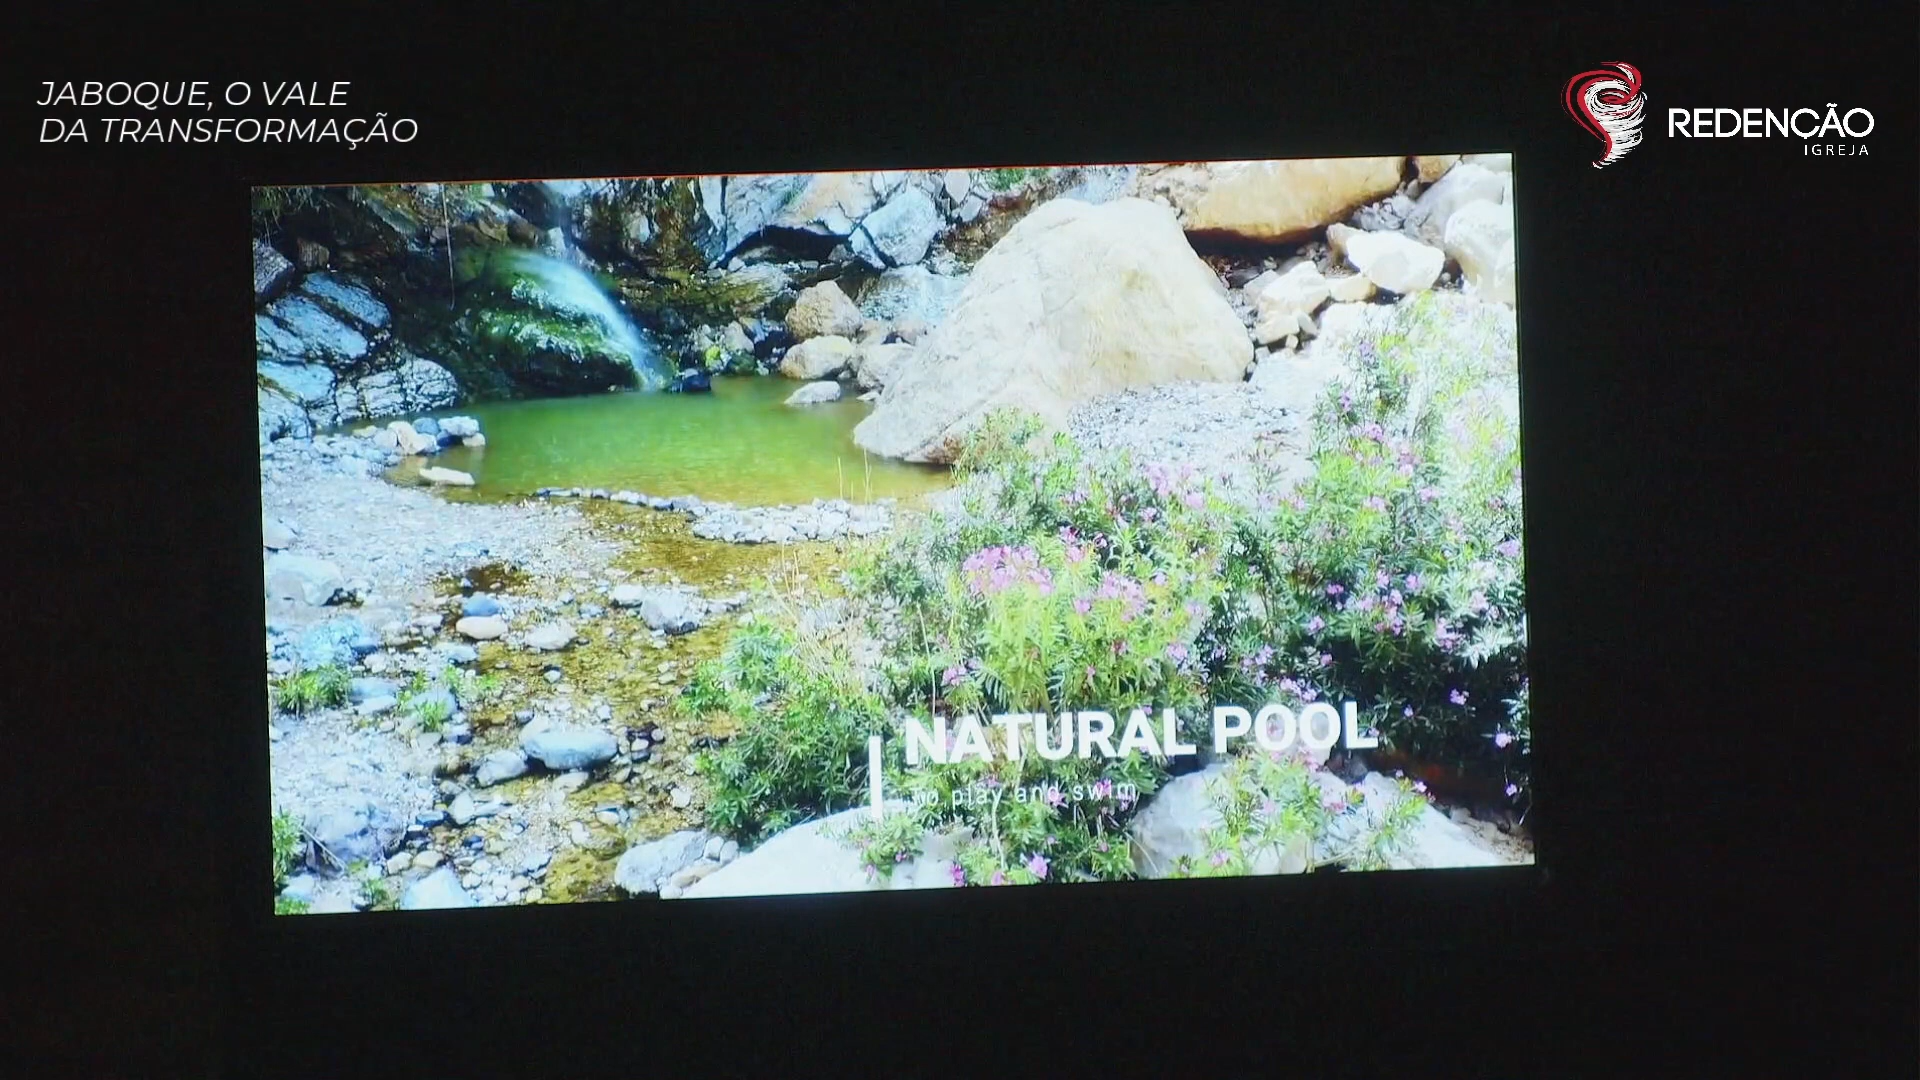 JABOQUE, O VALE
DA TRANSFORMAÇÃO
REDENÇÃO
IGREJA
NATURAL POOL
to play and swim